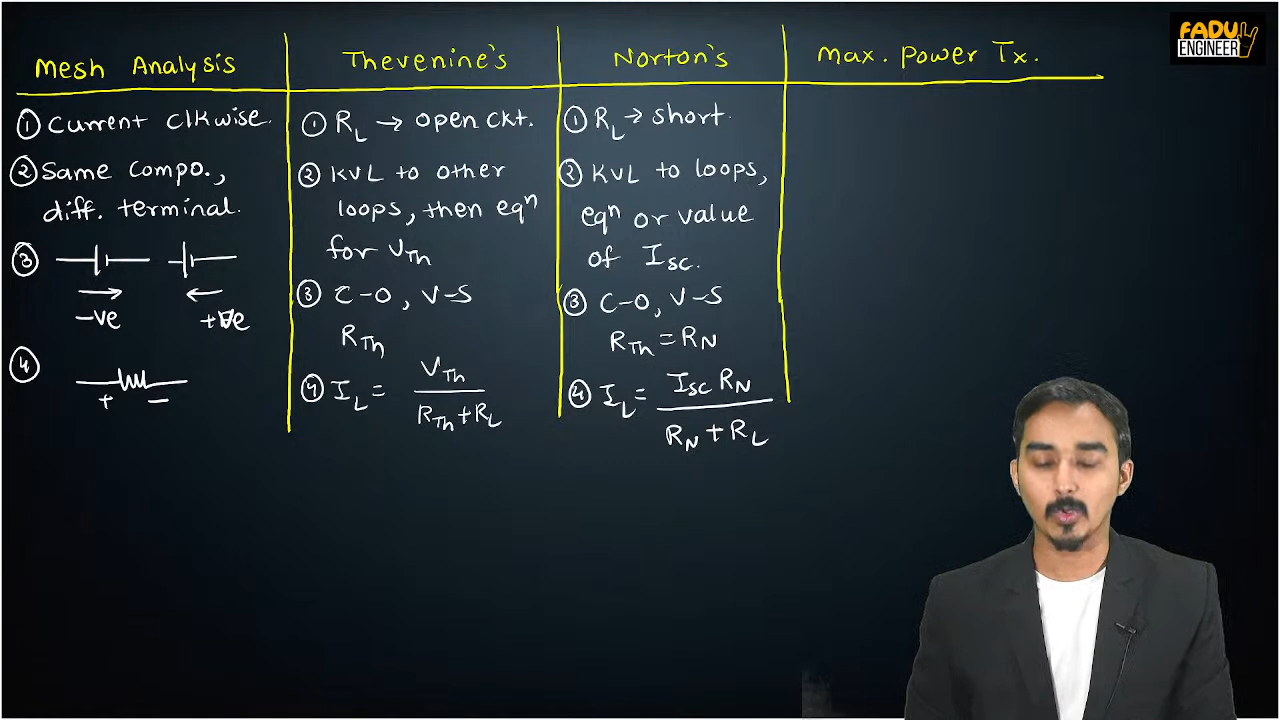 FADU
ENGINEER
Mesh Analysis
① Current clkwise.
② Same compo.,
diff. terminal.
③
-ve
+ve
④
+ -
Thevenine's
① RL → open ckt.
② KVL to other
loops, then eqⁿ
for VTh
③ C-O, V-S
RTh
④ IL = VTh
RTh+RL
Norton's
① RL → short.
② KVL to loops,
eqⁿ or value
of Isc.
③ C-O, V-S
RTh = RN
④ IL = Isc RN
RN + RL
Max. Power Tx.